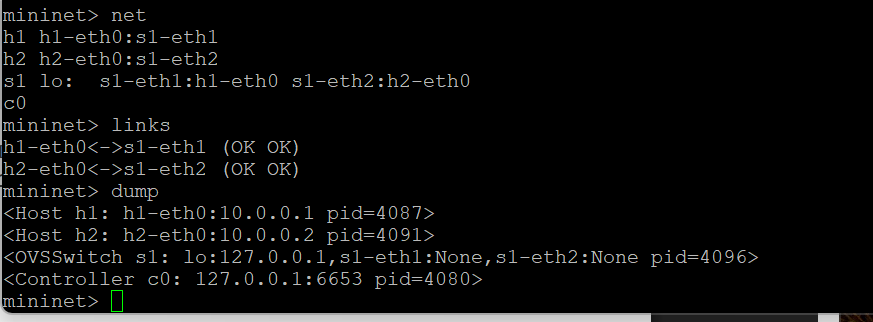 mininet> net
h1 h1-eth0:s1-eth1
h2 h2-eth0:s1-eth2
s1 lo:  s1-eth1:h1-eth0 s1-eth2:h2-eth0
c0
mininet> links
h1-eth0<->s1-eth1 (OK OK)
h2-eth0<->s1-eth2 (OK OK)
mininet> dump
<Host h1: h1-eth0:10.0.0.1 pid=4087>
<Host h2: h2-eth0:10.0.0.2 pid=4091>
<OVSSwitch s1: lo:127.0.0.1,s1-eth1:None,s1-eth2:None pid=4096>
<Controller c0: 127.0.0.1:6653 pid=4080>
mininet>